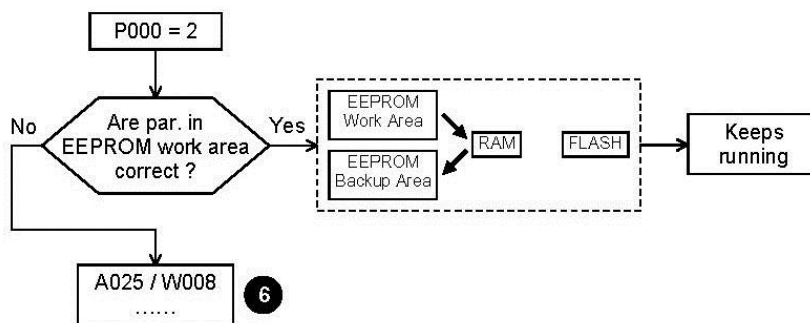 P000 = 2
No
Are par. in
EEPROM work area
correct ?
Yes
EEPROM
Work Area
EEPROM
Backup Area
RAM
FLASH
Keeps
running
A025 / W008
......
6